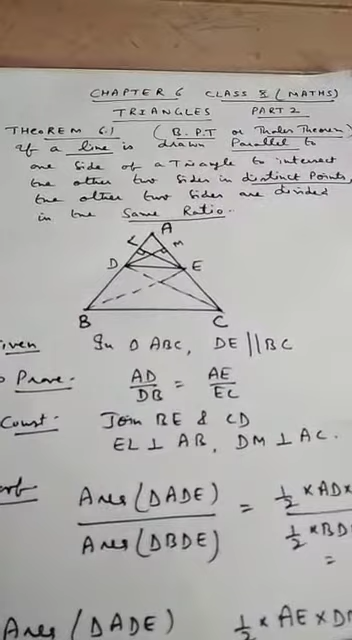 CHAPTER 6 CLASS 8 (MATHS)
TRIANGLES PART 2
THEOREM 6.1 (B.P.T or Thales Theorem)
If a line is drawn Parallel to
one side of a Triangle to intersect
the other two sides in distinct Points,
the other two sides are divided
in the Same Ratio.
A
L M
D E
B C
iven In Δ ABC, DE || BC
o Prove:- AD/DB = AE/EC
Const:- Join BE & CD
EL ⊥ AB, DM ⊥ AC.
Area (ΔADE)/Area (ΔBDE) = ½ × AD×/½ × BD
=
Area (ΔADE) ½ × AE × D